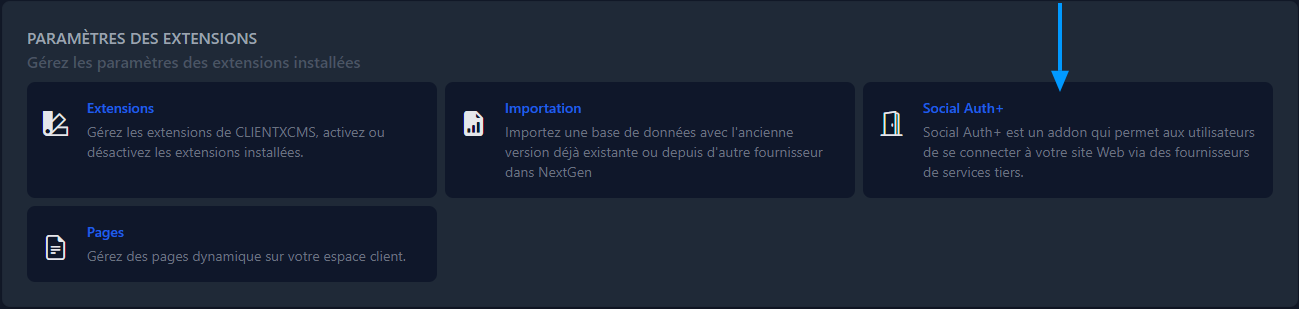 PARAMÈTRES DES EXTENSIONS
Gérez les paramètres des extensions installées
Extensions
Gérez les extensions de CLIENTXCMS, activez ou
désactivez les extensions installées.
Importation
Importez une base de données avec l'ancienne
version déjà existante ou depuis d'autre fournisseur
dans NextGen
Social Auth+
Social Auth+ est un addon qui permet aux utilisateurs
de se connecter à votre site Web via des fournisseurs
de services tiers.
Pages
Gérez des pages dynamique sur votre espace client.